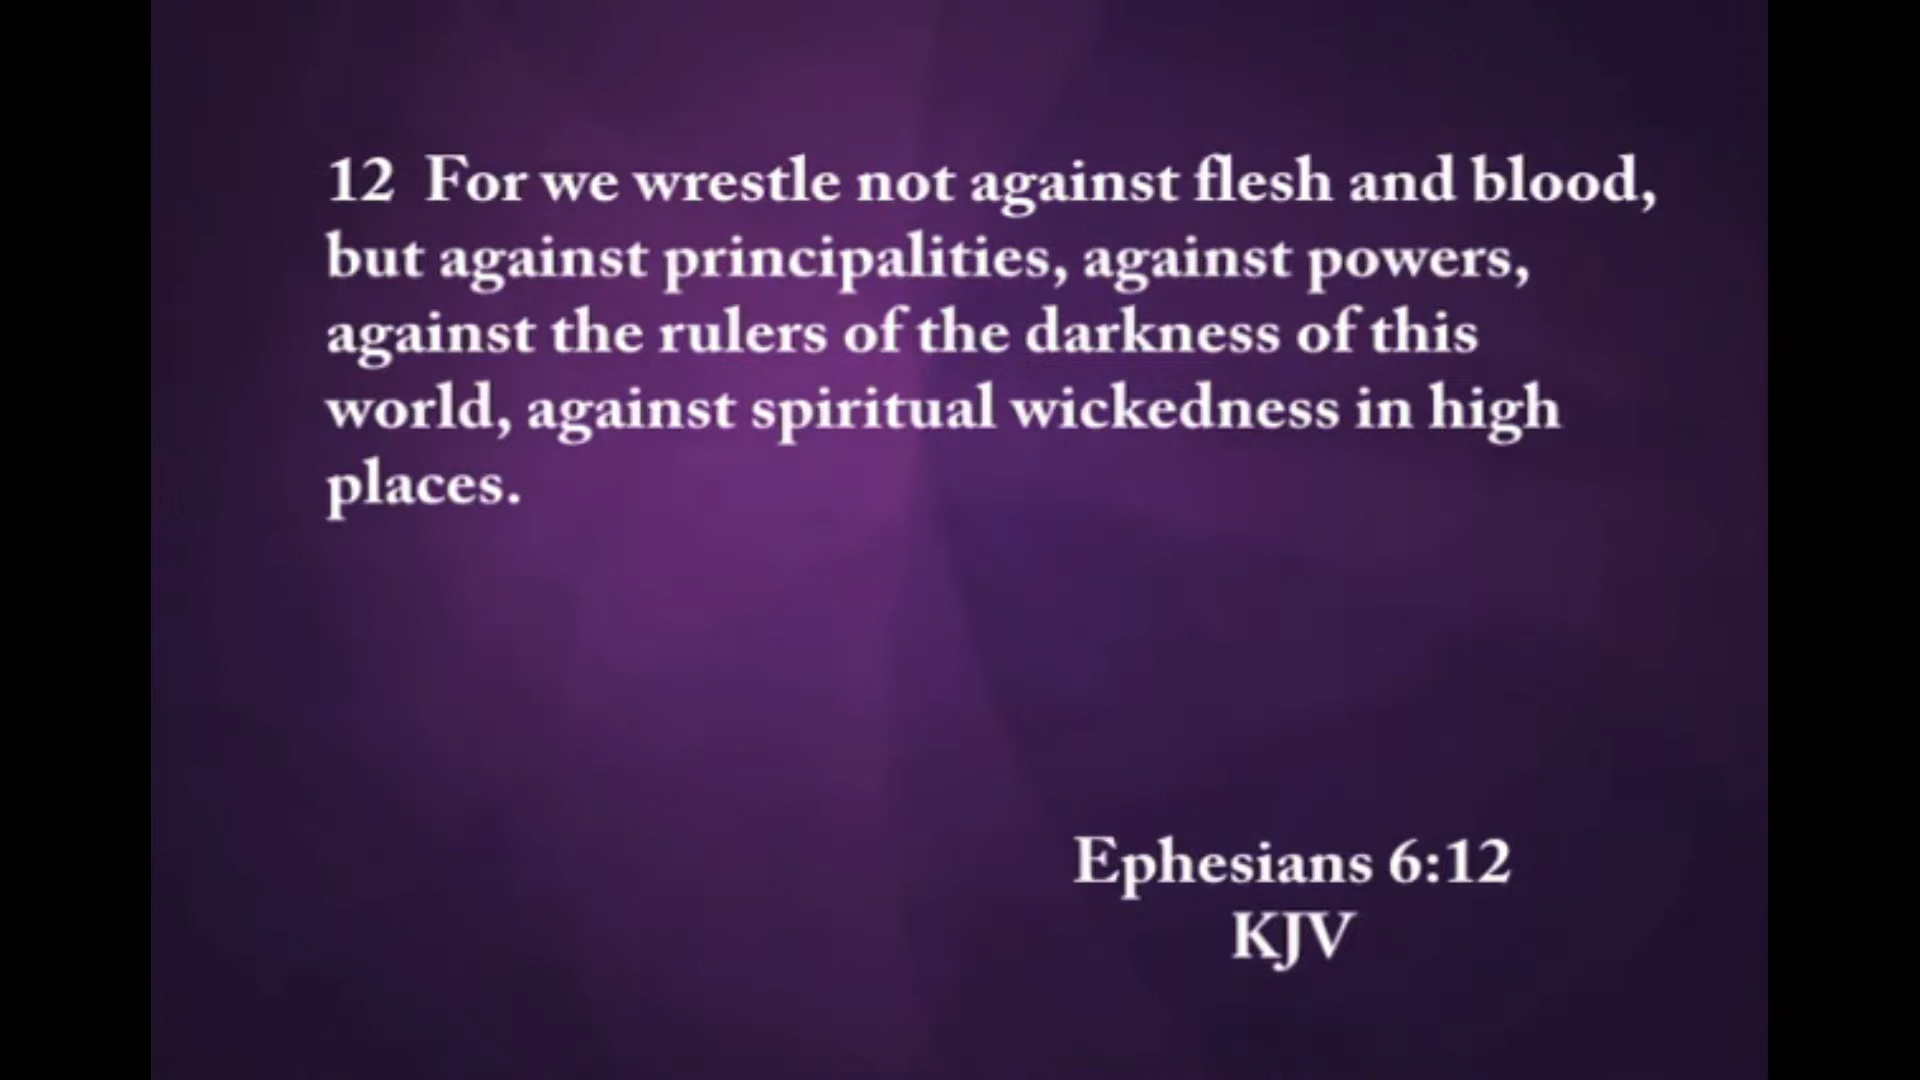 12  For we wrestle not against flesh and blood,
but against principalities, against powers,
against the rulers of the darkness of this
world, against spiritual wickedness in high
places.
Ephesians 6:12
KJV